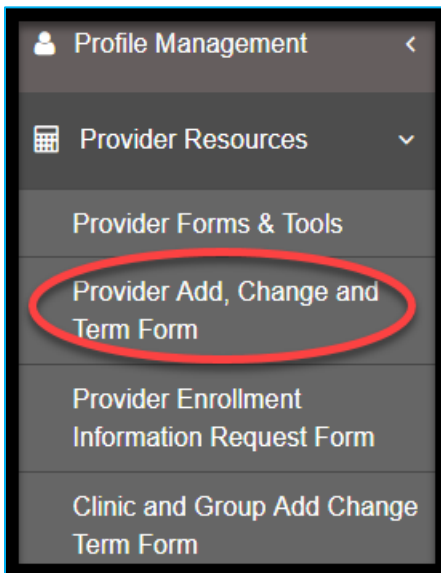 Profile Management
Provider Resources
Provider Forms & Tools
Provider Add, Change and
Term Form
Provider Enrollment
Information Request Form
Clinic and Group Add Change
Term Form